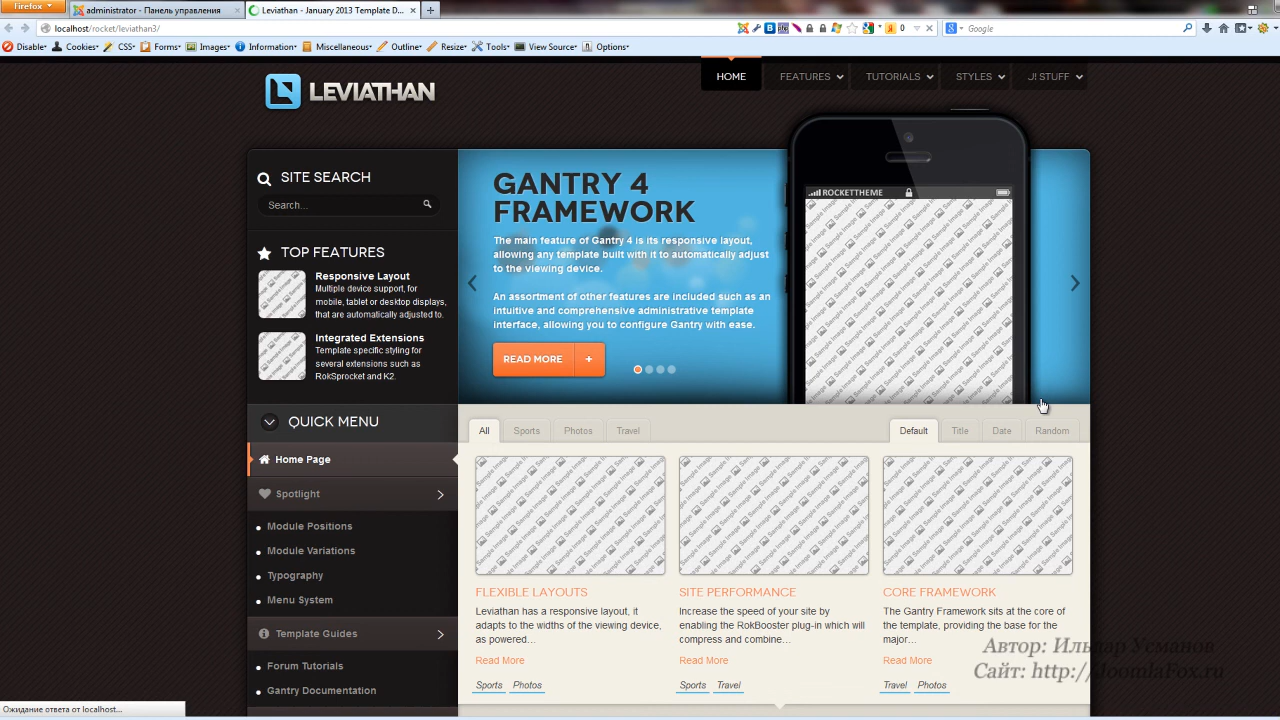 Firefox
administrator - Панель управления
Leviathan - January 2013 Template D...
localhost/rocket/leviathan3/
0
Google
Disable
Cookies
CSS
Forms
Images
Information
Miscellaneous
Outline
Resize
Tools
View Source
Options
LEVIATHAN
HOME
FEATURES
TUTORIALS
STYLES
J! STUFF
SITE SEARCH
Search...
TOP FEATURES
Responsive Layout
Multiple device support, for
mobile, tablet or desktop displays,
that are automatically adjusted to.
Integrated Extensions
Template specific styling for
several extensions such as
RokSprocket and K2.
GANTRY 4
FRAMEWORK
The main feature of Gantry 4 is its responsive layout,
allowing any template built with it to automatically adjust
to the viewing device.
An assortment of other features are included such as an
intuitive and comprehensive administrative template
interface, allowing you to configure Gantry with ease.
READ MORE +
ROCKETTHEME
QUICK MENU
Home Page
Spotlight
Module Positions
Module Variations
Typography
Menu System
Template Guides
Forum Tutorials
Gantry Documentation
All
Sports
Photos
Travel
Default
Title
Date
Random
Sample Image
Sample Image
Sample Image
FLEXIBLE LAYOUTS
Leviathan has a responsive layout, it
adapts to the widths of the viewing device,
as powered...
Read More
Sports Photos
SITE PERFORMANCE
Increase the speed of your site by
enabling the RokBooster plug-in which will
compress and combine...
Read More
Sports Travel
CORE FRAMEWORK
The Gantry Framework sits at the core of
the template, providing the base for the
major...
Read More
Travel Photos
Автор: Ильдар Усманов
Сайт: http://JoomlaFox.ru
Ожидание ответа от localhost...